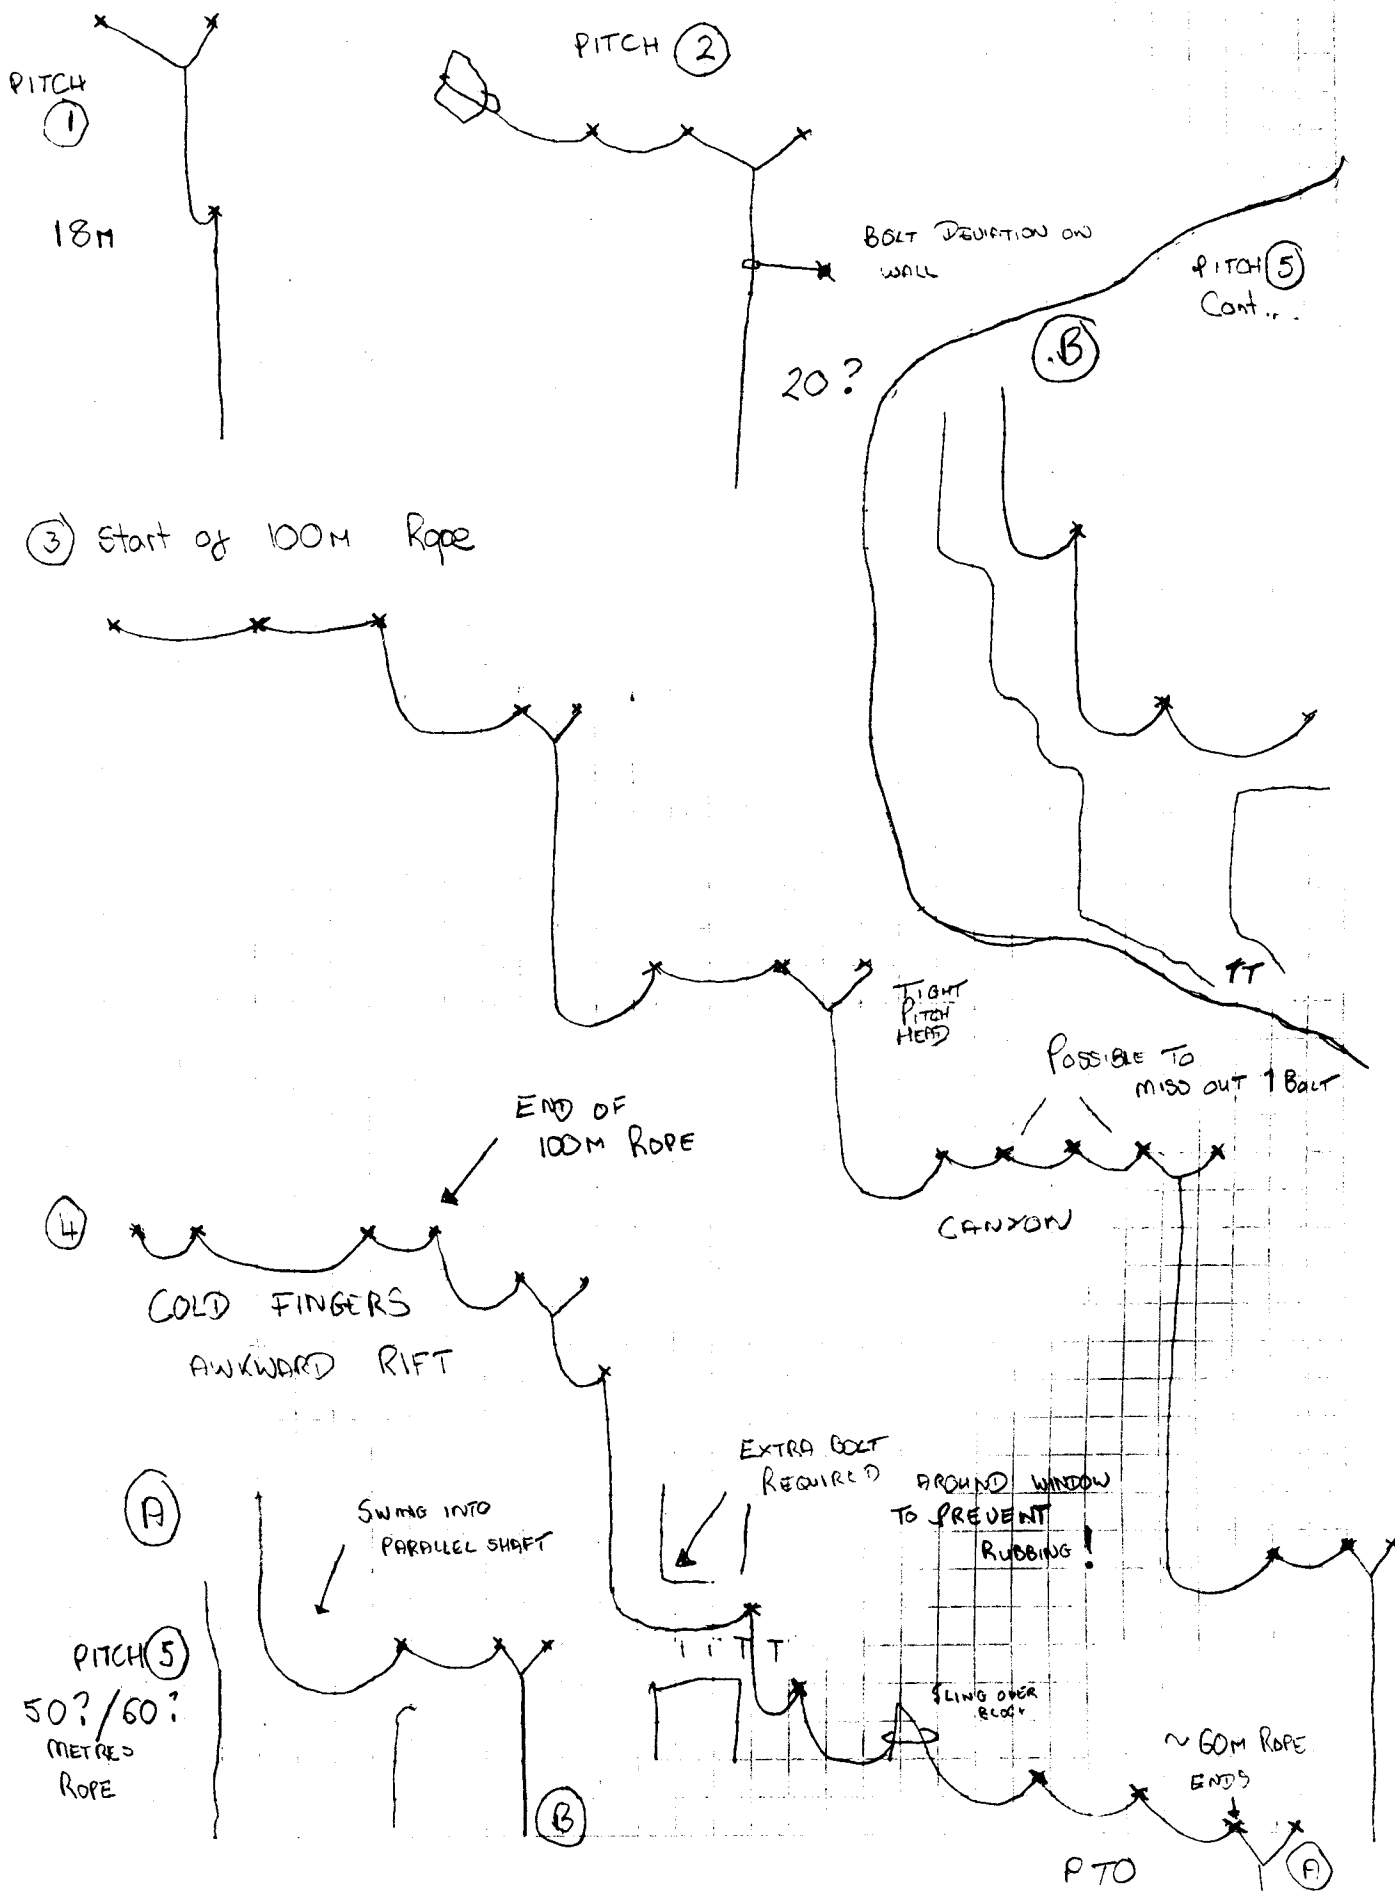 PITCH
1
18M
PITCH 2
BOLT DEVIATION ON
WALL
20?
PITCH 5
Cont...
B
3 Start of 100M Rope
TIGHT
PITCH
HEAD
1T
POSSIBLE TO
MISS OUT 1 BOLT
END OF
100M ROPE
CANYON
4
COLD FINGERS
AWKWARD RIFT
EXTRA BOLT
REQUIRED
AROUND WINDOW
TO PREVENT
RUBBING!
A
SWING INTO
PARALLEL SHAFT
PITCH 5
50?/60?
METRES
ROPE
B
SLING OVER
BLOCK
~60M ROPE
ENDS
PTO
A